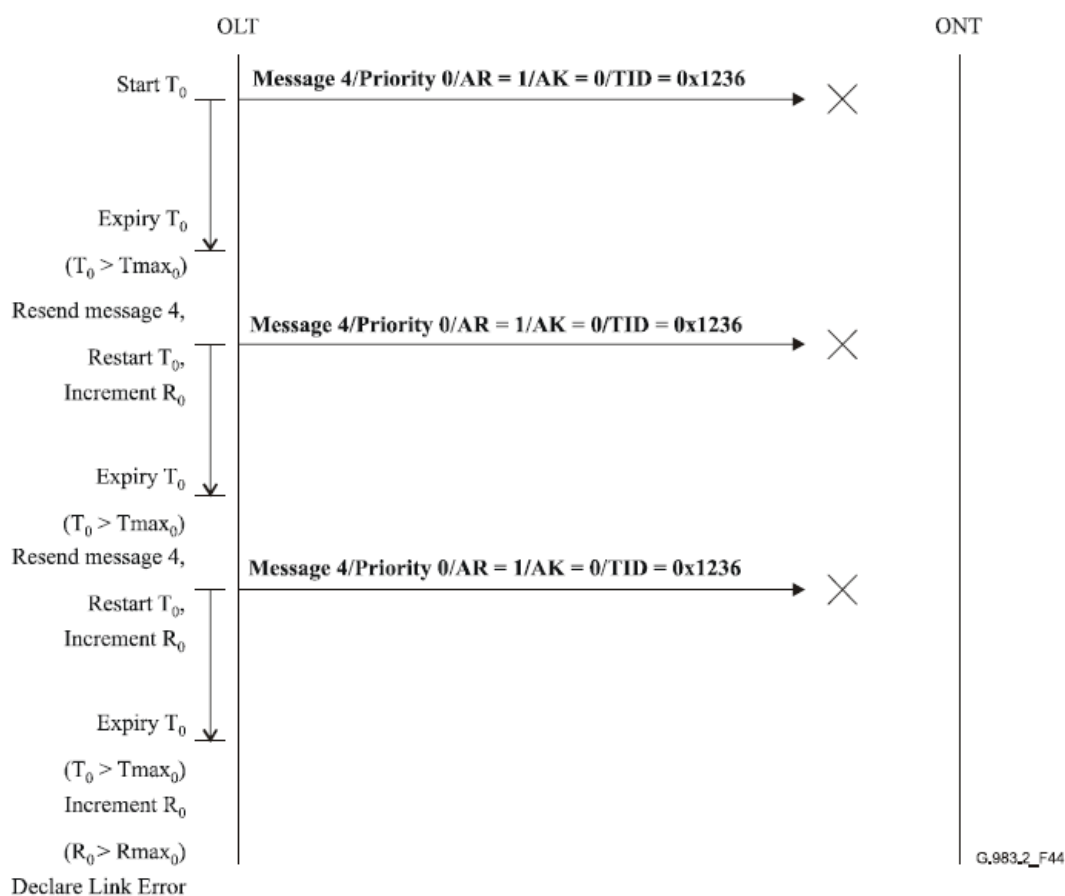 OLT
ONT
Start T₀
Message 4/Priority 0/AR = 1/AK = 0/TID = 0x1236
Expiry T₀
(T₀ > Tmax₀)
Resend message 4,
Message 4/Priority 0/AR = 1/AK = 0/TID = 0x1236
Restart T₀,
Increment R₀
Expiry T₀
(T₀ > Tmax₀)
Resend message 4,
Message 4/Priority 0/AR = 1/AK = 0/TID = 0x1236
Restart T₀,
Increment R₀
Expiry T₀
(T₀ > Tmax₀)
Increment R₀
(R₀ > Rmax₀)
G.983.2_F44
Declare Link Error